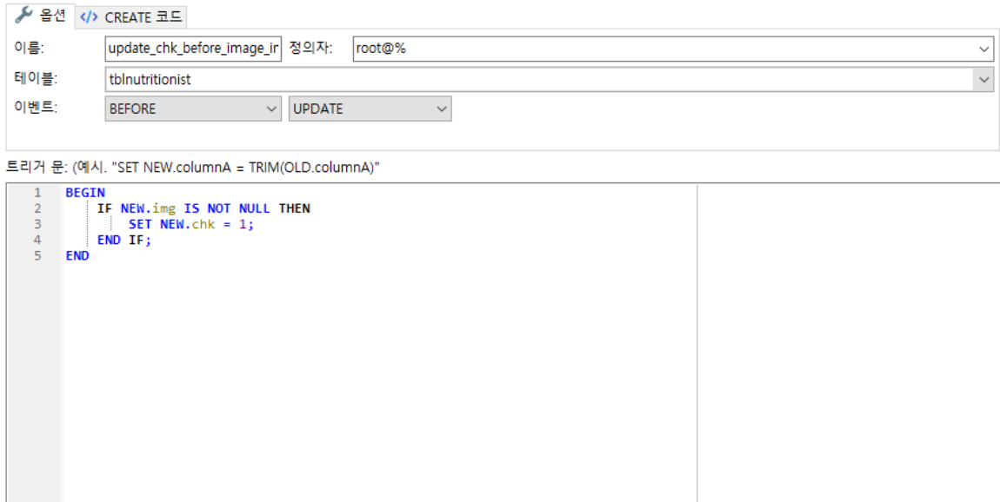 옵션 </> CREATE 코드
이름: update_chk_before_image_ir 정의자: root@%
테이블: tblnutritionist
이벤트: BEFORE UPDATE
트리거 문: (예시. "SET NEW.columnA = TRIM(OLD.columnA)"
1 BEGIN
2 IF NEW.img IS NOT NULL THEN
3 SET NEW.chk = 1;
4 END IF;
5 END